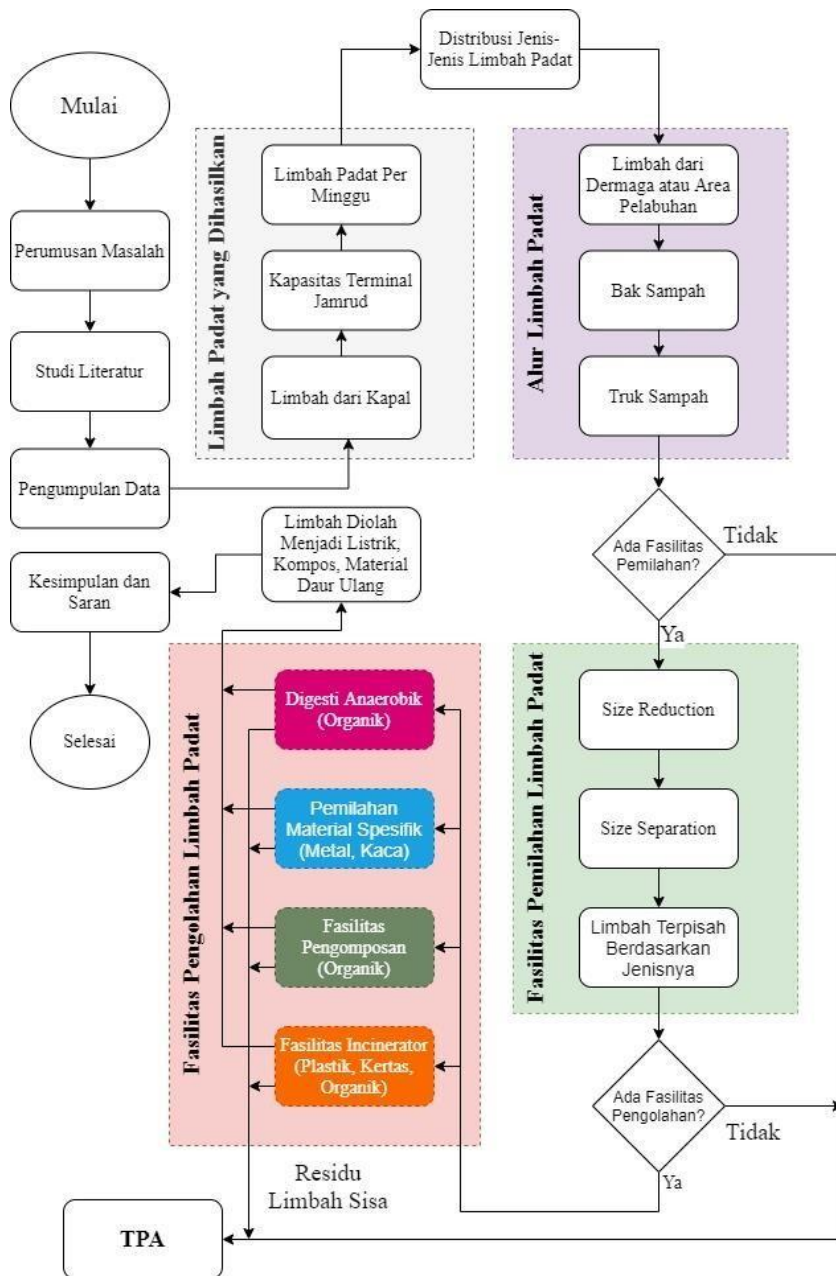 Mulai
Perumusan Masalah
Studi Literatur
Pengumpulan Data
Limbah Padat yang Dihasilkan
Limbah dari Kapal
Kapasitas Terminal
Jamrud
Limbah Padat Per
Minggu
Distribusi Jenis-
Jenis Limbah Padat
Alur Limbah Padat
Limbah dari
Dermaga atau Area
Pelabuhan
Bak Sampah
Truk Sampah
Ada Fasilitas
Pemilahan?
Tidak
Ya
Fasilitas Pemilahan Limbah Padat
Size Reduction
Size Separation
Limbah Terpisah
Berdasarkan
Jenisnya
Ada Fasilitas
Pengolahan?
Tidak
Ya
Fasilitas Pengolahan Limbah Padat
Digesti Anaerobik
(Organik)
Pemilahan
Material Spesifik
(Metal, Kaca)
Fasilitas
Pengomposan
(Organik)
Fasilitas Incinerator
(Plastik, Kertas,
Organik)
Residu
Limbah Sisa
TPA
Limbah Diolah
Menjadi Listrik,
Kompos, Material
Daur Ulang
Kesimpulan dan
Saran
Selesai